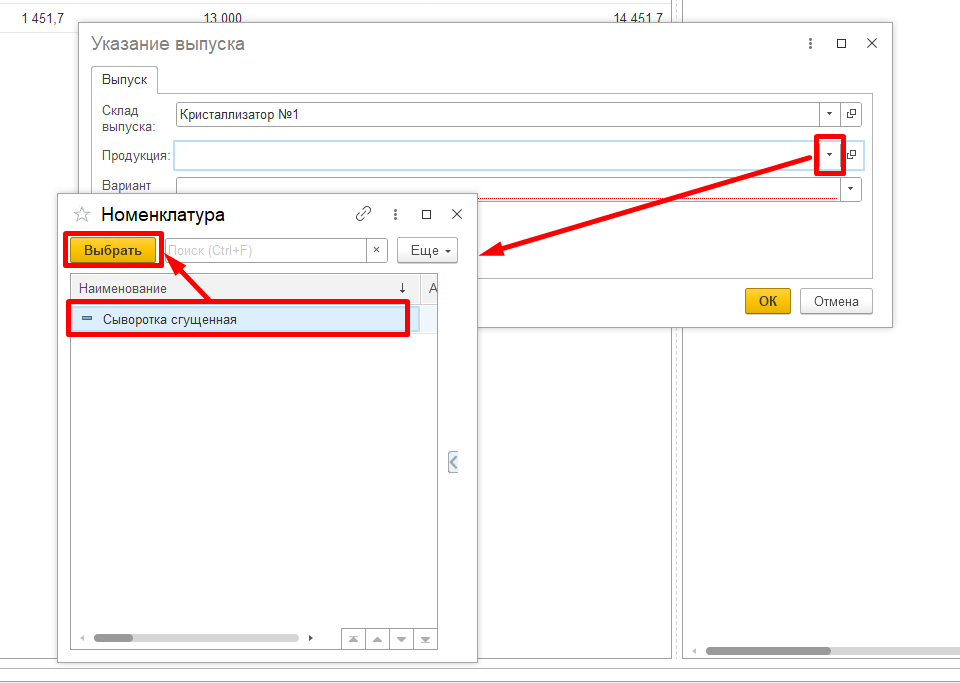 1 451,7 13,000 14 451,7
Указание выпуска
Выпуск
Склад
выпуска:
Кристаллизатор №1
Продукция:
Вариант
Номенклатура
Выбрать
Поиск (Ctrl+F)
Еще
Наименование
А
Сыворотка сгущенная
ОК
Отмена